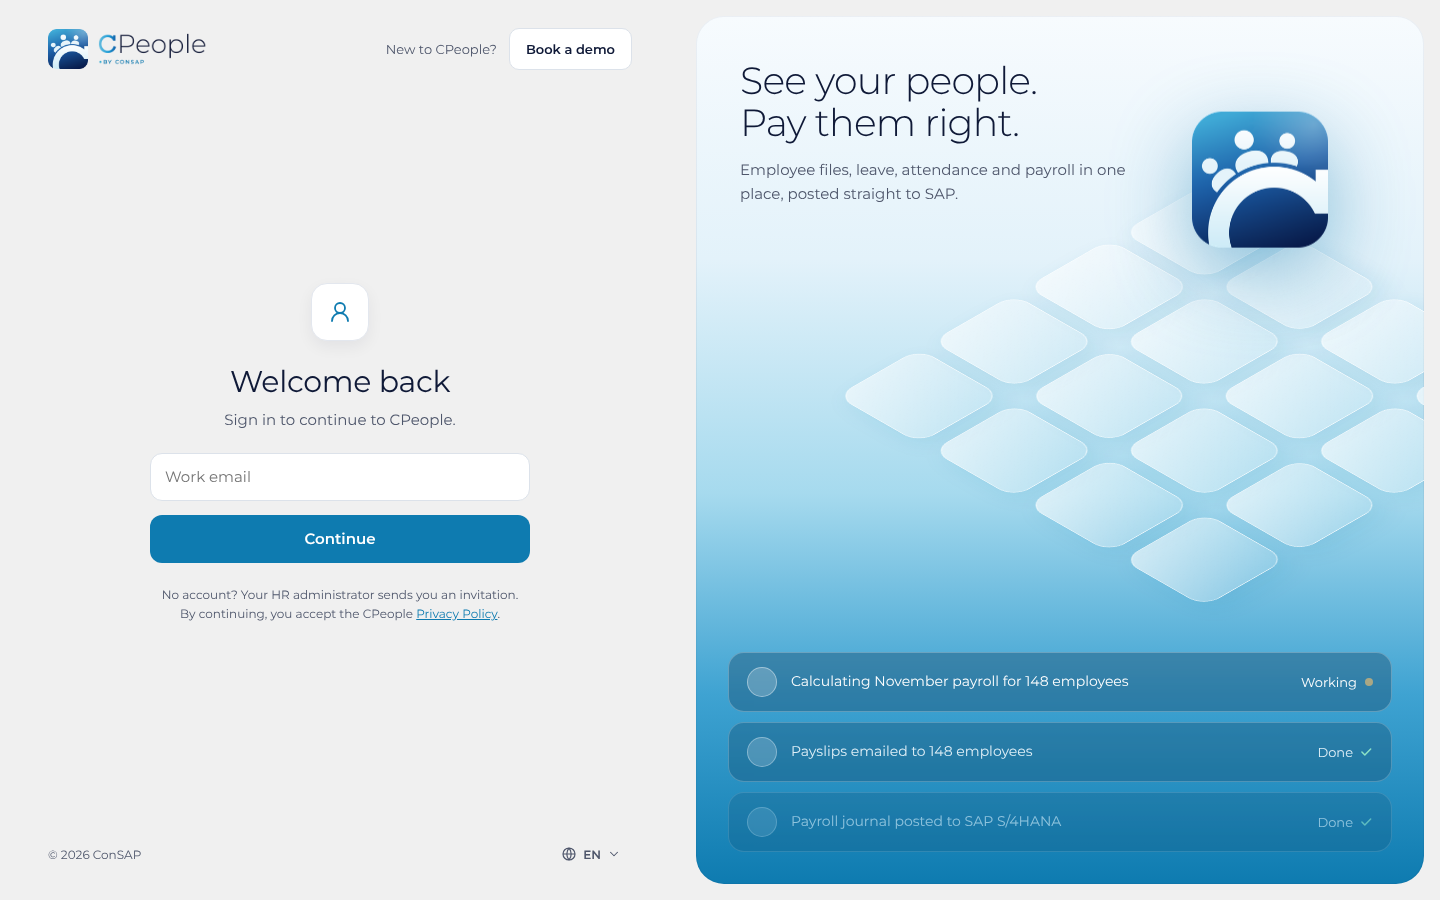 CPeople
BY CONSAP
New to CPeople?
Book a demo
Welcome back
Sign in to continue to CPeople.
Work email
Continue
No account? Your HR administrator sends you an invitation.
By continuing, you accept the CPeople Privacy Policy.
© 2026 ConSAP
EN
See your people.
Pay them right.
Employee files, leave, attendance and payroll in one
place, posted straight to SAP.
Calculating November payroll for 148 employees
Working
Payslips emailed to 148 employees
Done
Payroll journal posted to SAP S/4HANA
Done